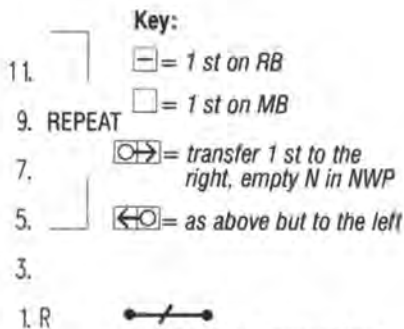 Key:
11.
= 1 st on RB
= 1 st on MB
9. REPEAT
= transfer 1 st to the
right, empty N in NWP
7.
5.
= as above but to the left
3.
1. R